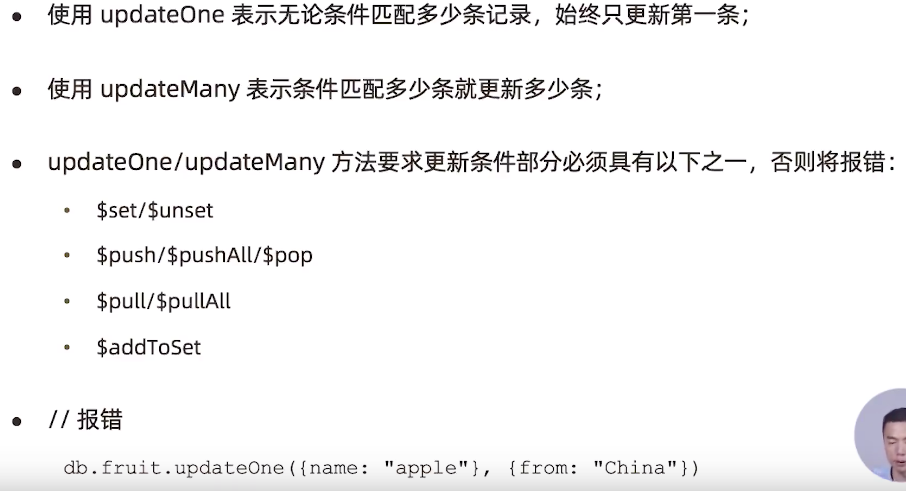 使用 updateOne 表示无论条件匹配多少条记录，始终只更新第一条；
使用 updateMany 表示条件匹配多少条就更新多少条；
updateOne/updateMany 方法要求更新条件部分必须具有以下之一，否则将报错：
$set/$unset
$push/$pushAll/$pop
$pull/$pullAll
$addToSet
// 报错
db.fruit.updateOne({name: "apple"}, {from: "China"})